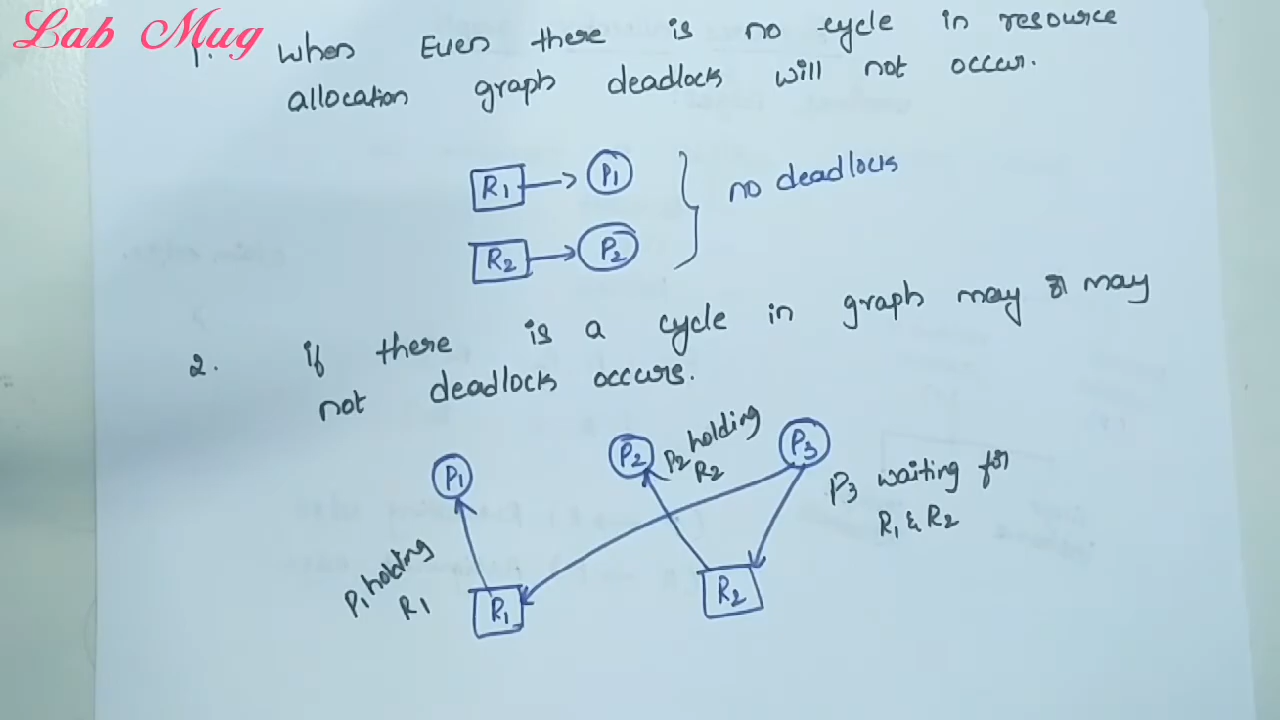 Lab Mug
1. When Even there is no cycle in resource
allocation graph deadlock will not occur.
R1 P1
no deadlock
R2 P2
2. if there is a cycle in graph may or may
not deadlock occurs.
P1
P2
P2 holding
R2
P3
P3 waiting for
R1 & R2
P1 holding
R1
R1
R2